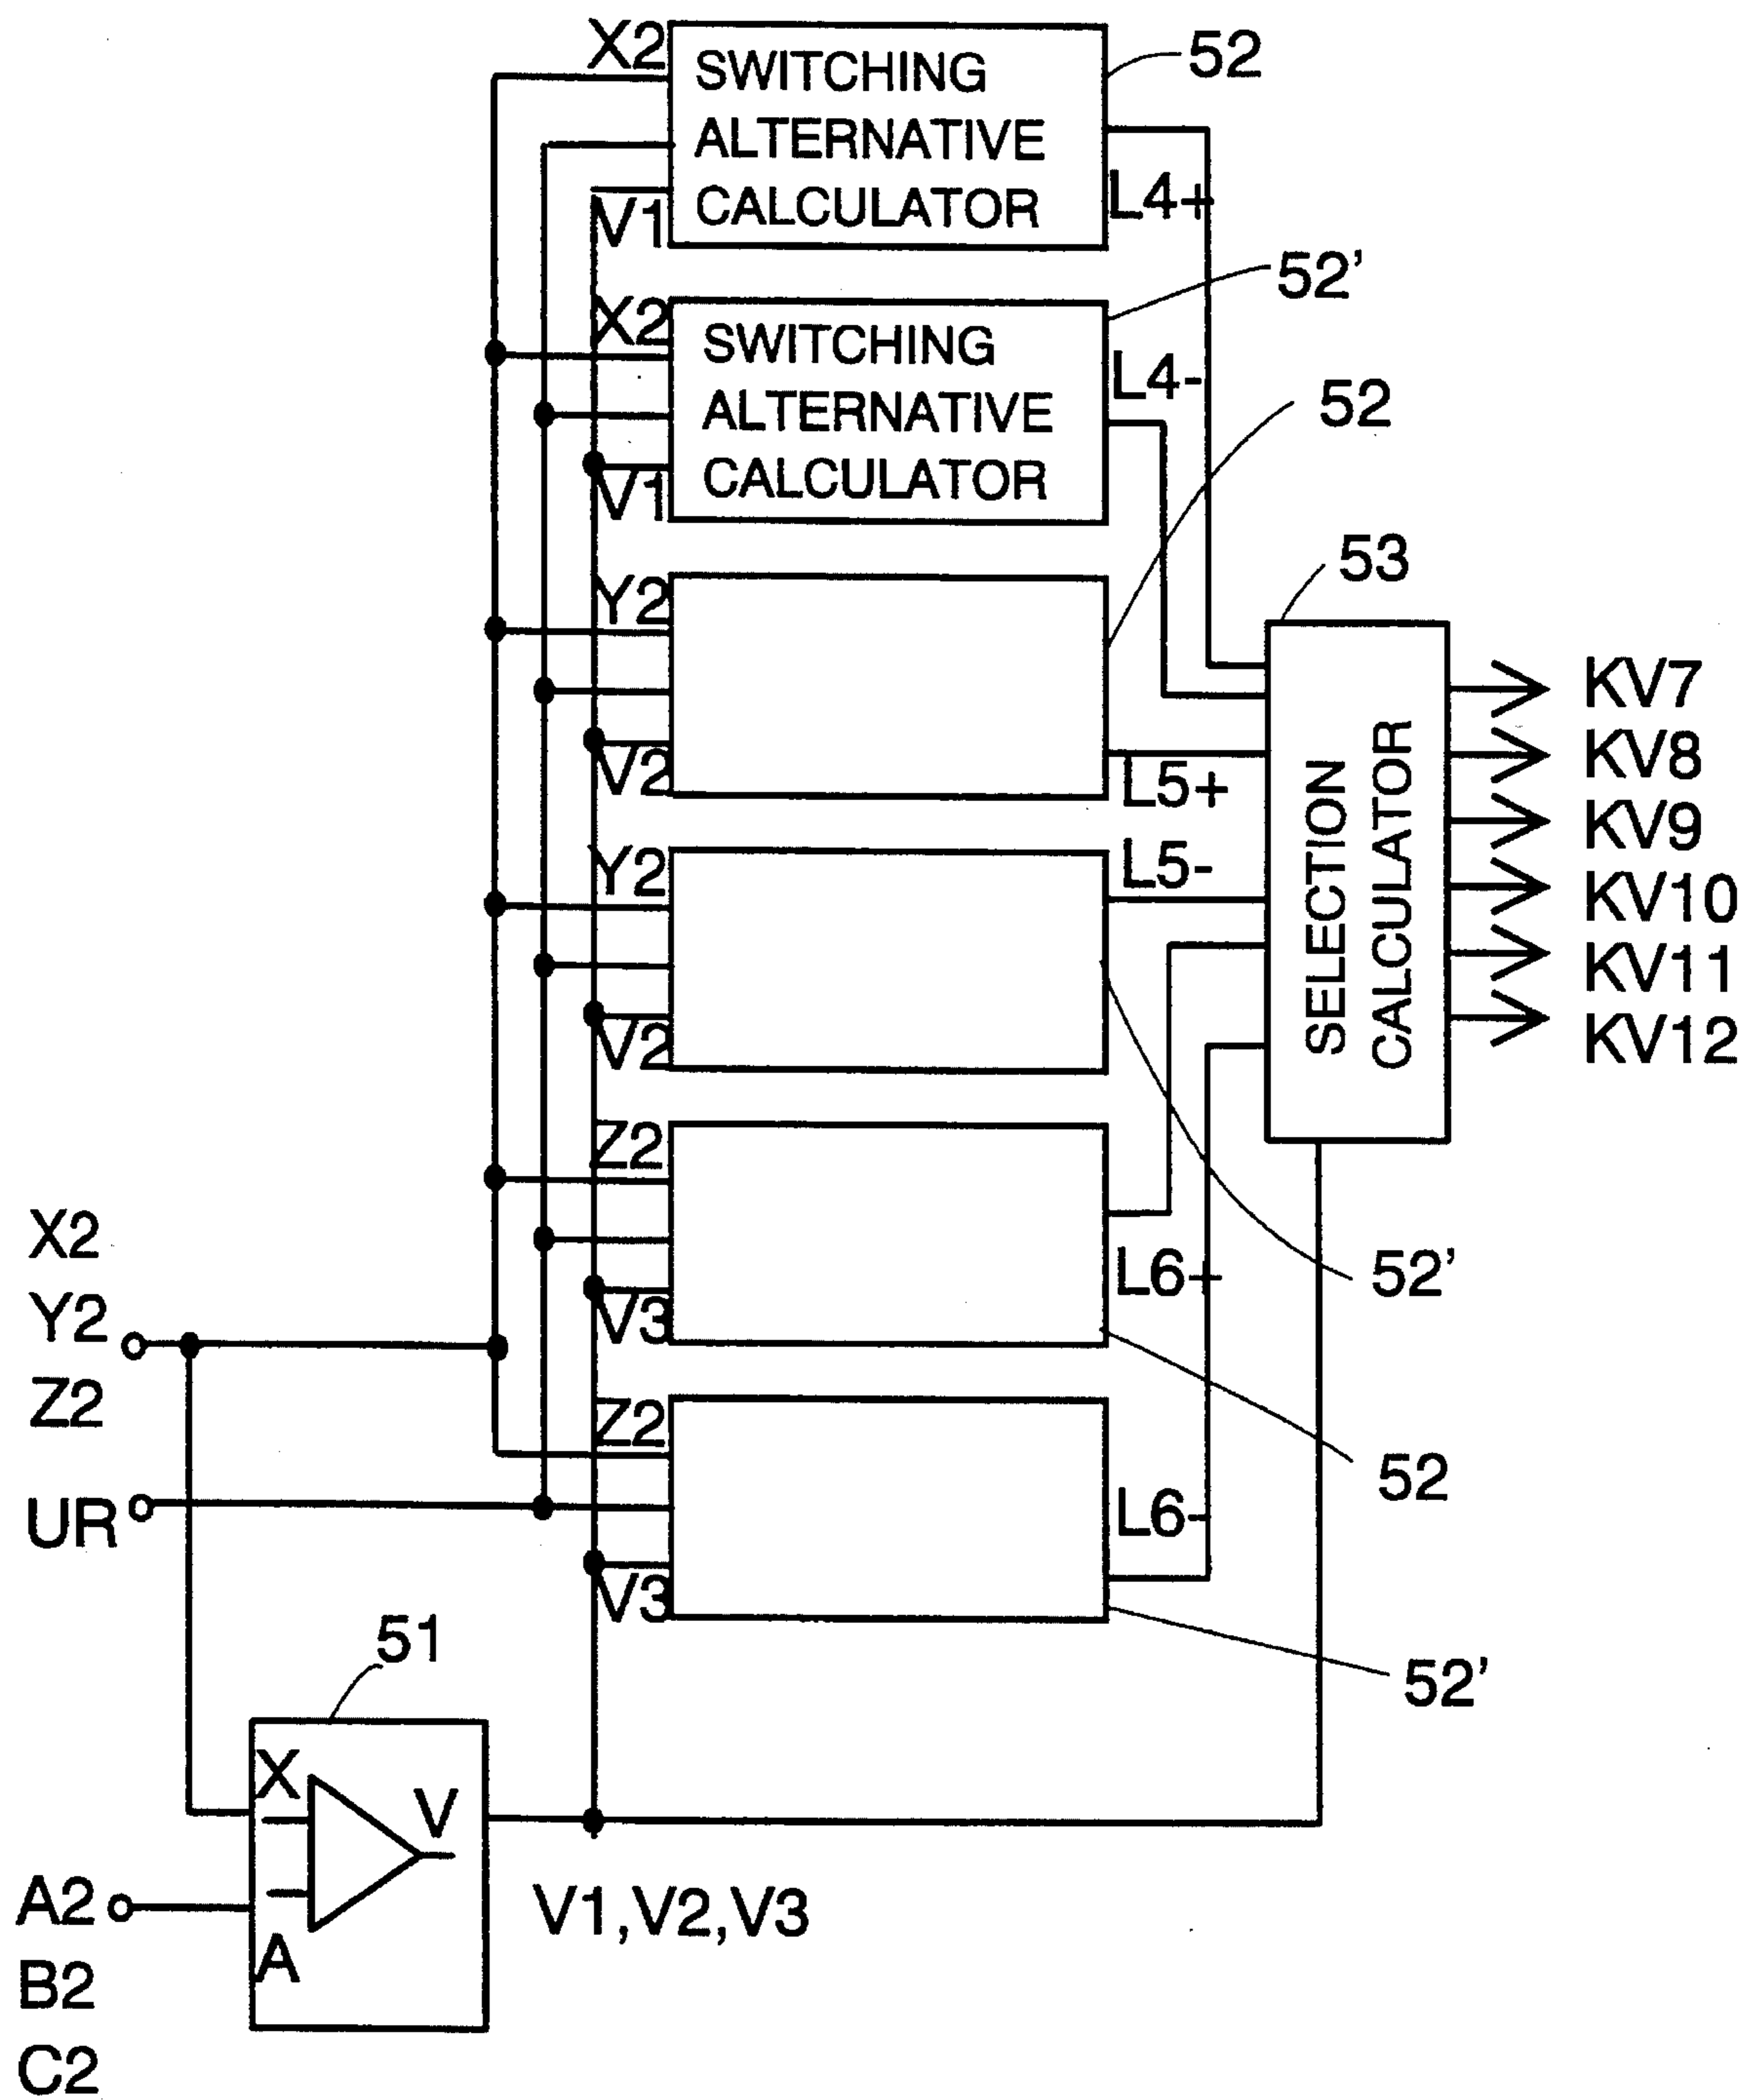 X2
SWITCHING
ALTERNATIVE
CALCULATOR
V1
L4+
52
X2
SWITCHING
ALTERNATIVE
CALCULATOR
V1
L4-
52'
Y2
V2
L5+
52
Y2
V2
L5-
52'
Z2
V3
L6+
52
Z2
V3
L6-
52'
53
SELECTION
CALCULATOR
KV7
KV8
KV9
KV10
KV11
KV12
X2
Y2
Z2
UR
51
X
V
A
A2
B2
C2
V1,V2,V3